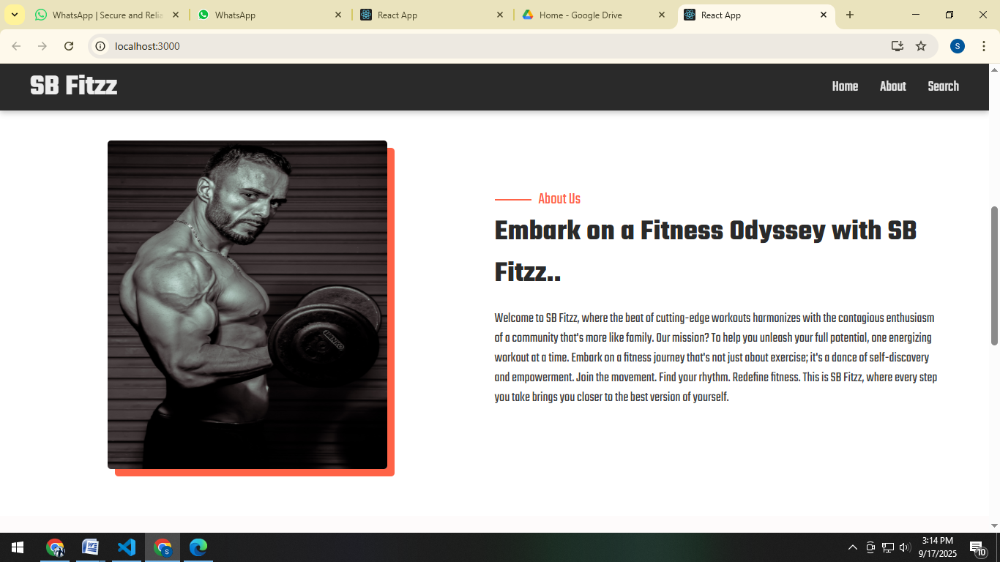 WhatsApp | Secure and Relia
WhatsApp
React App
Home - Google Drive
React App
localhost:3000
S
SB Fitzz
Home
About
Search
About Us
Embark on a Fitness Odyssey with SB
Fitzz..
Welcome to SB Fitzz, where the beat of cutting-edge workouts harmonizes with the contagious enthusiasm
of a community that's more like family. Our mission? To help you unleash your full potential, one energizing
workout at a time. Embark on a fitness journey that's not just about exercise; it's a dance of self-discovery
and empowerment. Join the movement. Find your rhythm. Redefine fitness. This is SB Fitzz, where every step
you take brings you closer to the best version of yourself.
W
S
3:14 PM
9/17/2025
10